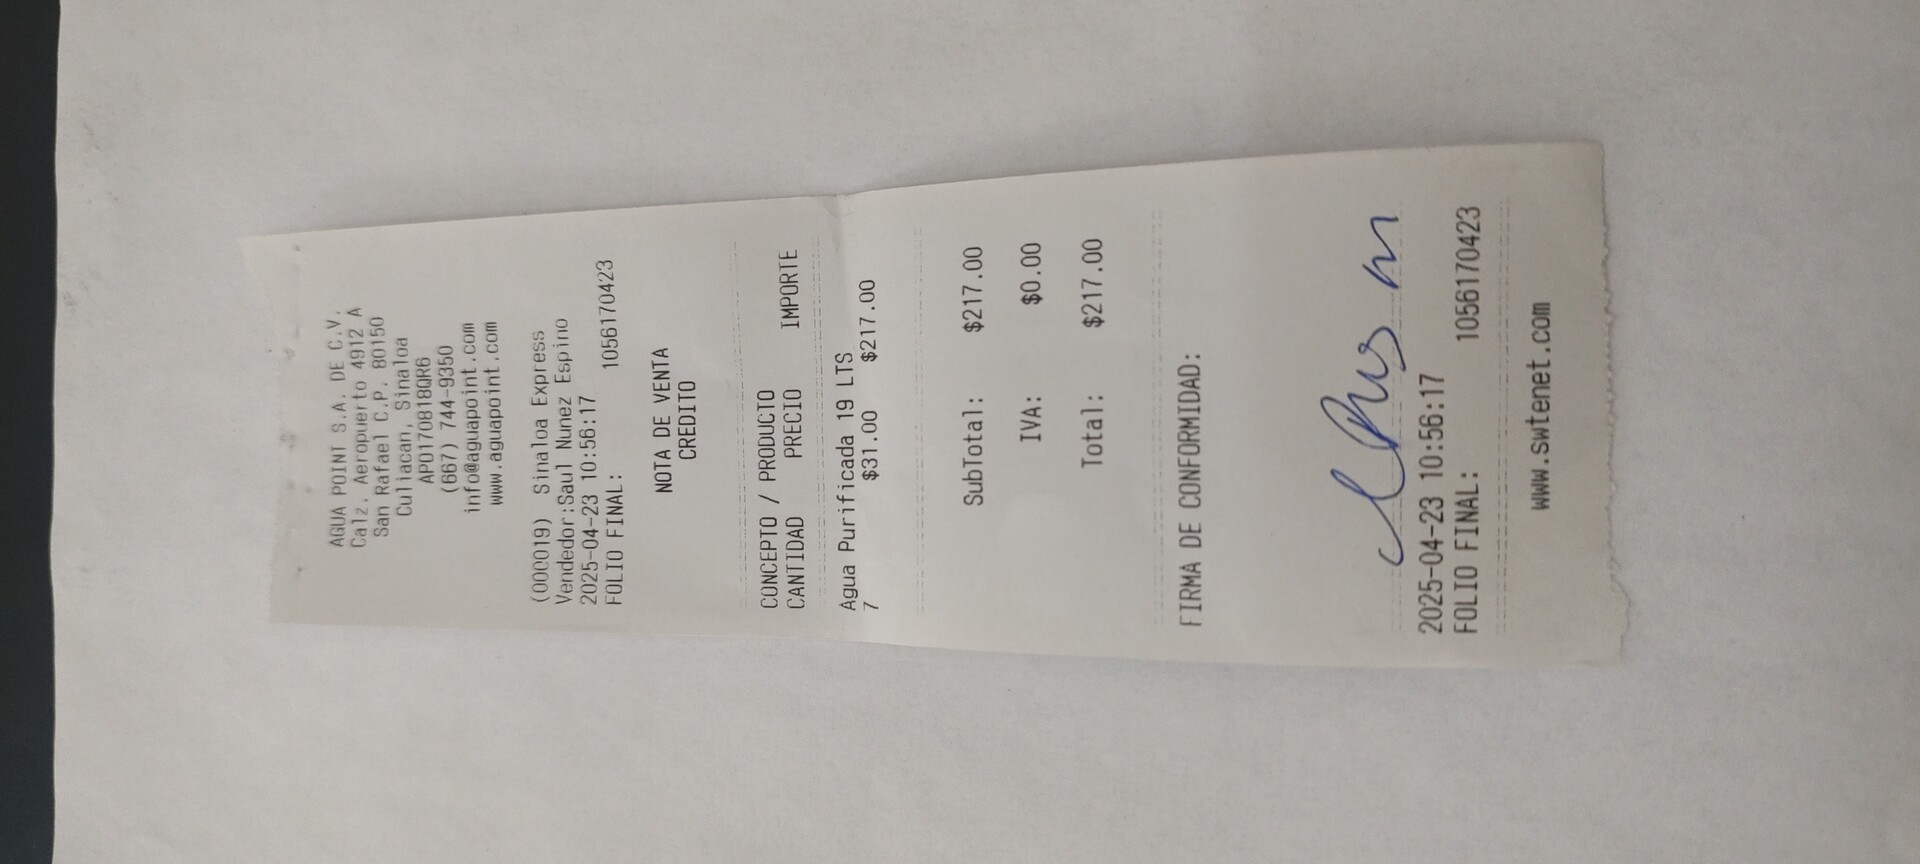 AGUA POINT S.A. DE C.V.
Calz. Aeropuerto 4912 A
San Rafael C.P. 80150
Culiacan, Sinaloa
APO170818QR6
(667) 744-9350
info@aguapoint.com
www.aguapoint.com
(000019) Sinaloa Express
Vendedor:Saul Nunez Espino
2025-04-23 10:56:17
FOLIO FINAL: 1056170423
NOTA DE VENTA
CREDITO
CONCEPTO / PRODUCTO
CANTIDAD PRECIO IMPORTE
Agua Purificada 19 LTS
7 $31.00 $217.00
SubTotal: $217.00
IVA: $0.00
Total: $217.00
FIRMA DE CONFORMIDAD:
2025-04-23 10:56:17
FOLIO FINAL: 1056170423
www.swtenet.com